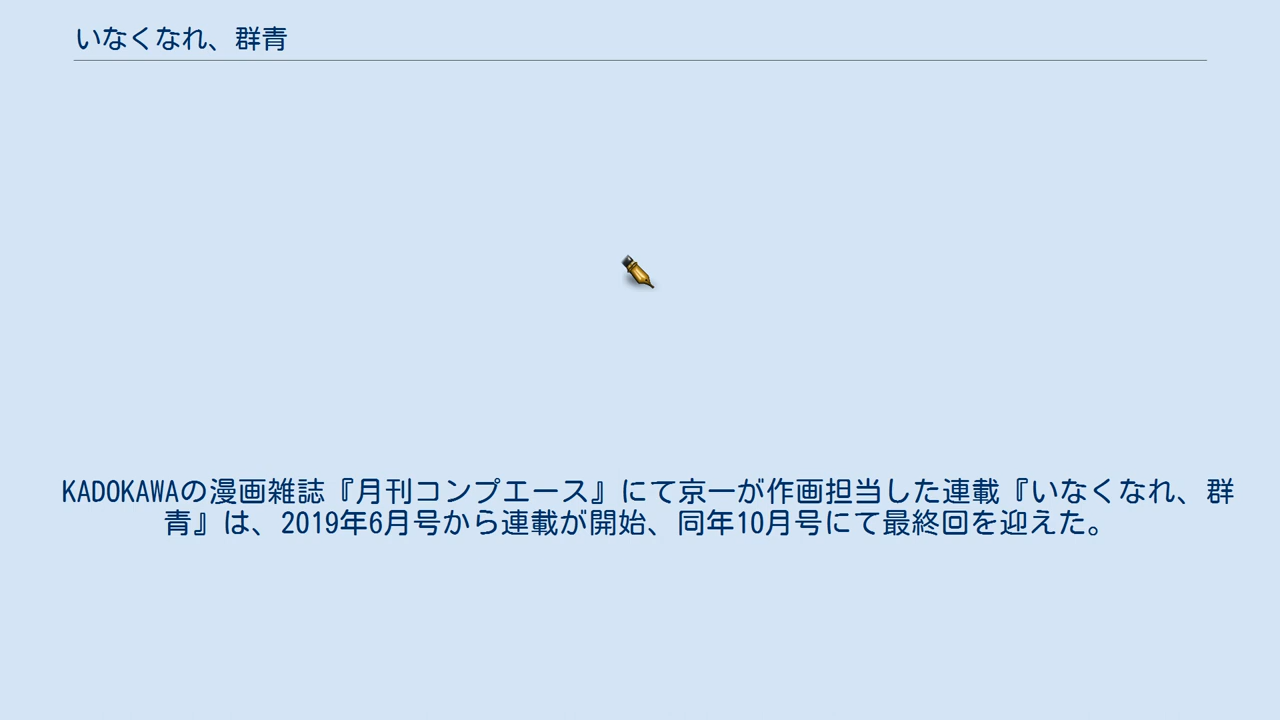 いなくなれ、群青
KADOKAWAの漫画雑誌『月刊コンプエース』にて京一が作画担当した連載『いなくなれ、群
青』は、2019年6月号から連載が開始、同年10月号にて最終回を迎えた。